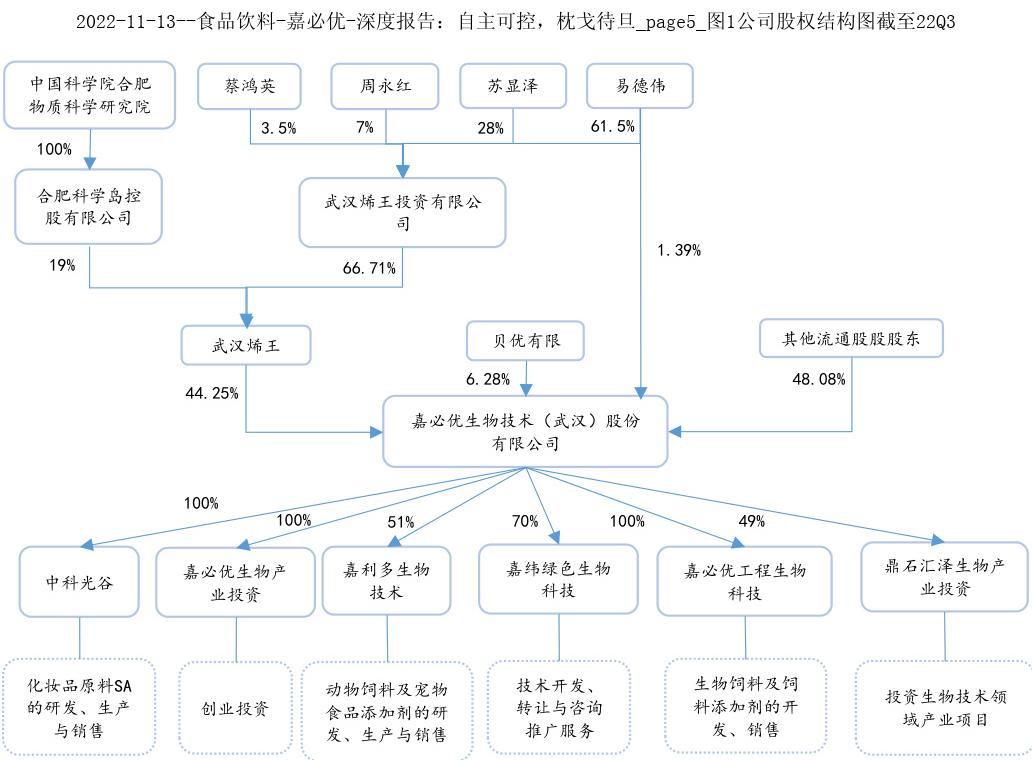 2022-11-13--食品饮料-嘉必优-深度报告：自主可控，枕戈待旦_page5_图1公司股权结构图截至22Q3
中国科学院合肥
物质科学研究院
蔡鸿英
周永红
苏显泽
易德伟
3.5%
7%
28%
61.5%
100%
合肥科学岛控
股有限公司
武汉烯王投资有限公
司
19%
66.71%
1.39%
武汉烯王
贝优有限
其他流通股股股东
44.25%
6.28%
48.08%
嘉必优生物技术（武汉）股份
有限公司
100%
100%
51%
70%
100%
49%
中科光谷
嘉必优生物产
业投资
嘉利多生物
技术
嘉纬绿色生物
科技
嘉必优工程生物
科技
鼎石汇泽生物产
业投资
化妆品原料SA
的研发、生产
与销售
创业投资
动物饲料及宠物
食品添加剂的研
发、生产与销售
技术开发、
转让与咨询
推广服务
生物饲料及饲
料添加剂的开
发、销售
投资生物技术领
域产业项目